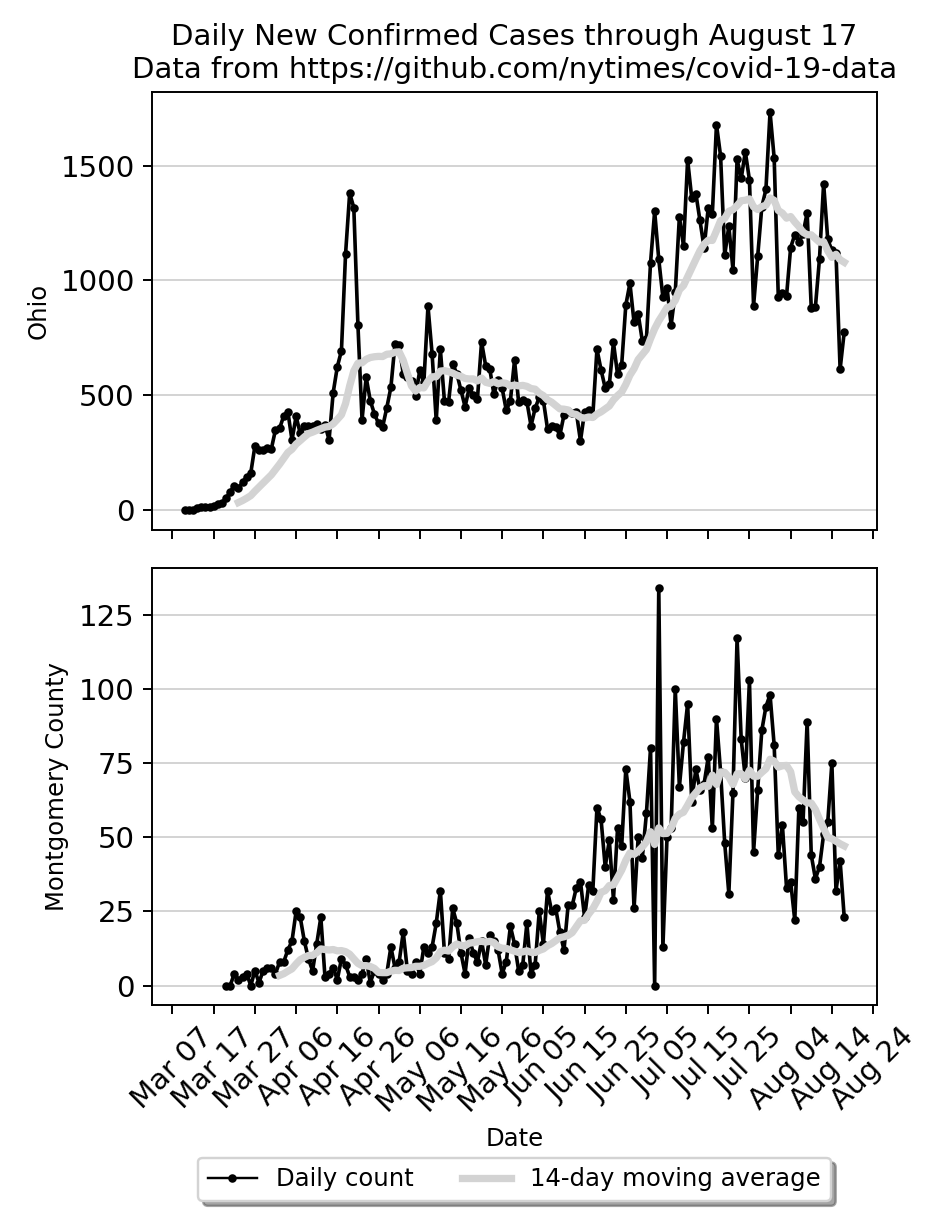 Daily New Confirmed Cases through August 17
Data from https://github.com/nytimes/covid-19-data
Ohio
1500
1000
500
0
Montgomery County
125
100
75
50
25
0
Mar 07
Mar 17
Mar 27
Apr 06
Apr 16
Apr 26
May 06
May 16
May 26
Jun 05
Jun 15
Jun 25
Jul 05
Jul 15
Jul 25
Aug 04
Aug 14
Aug 24
Date
Daily count
14-day moving average